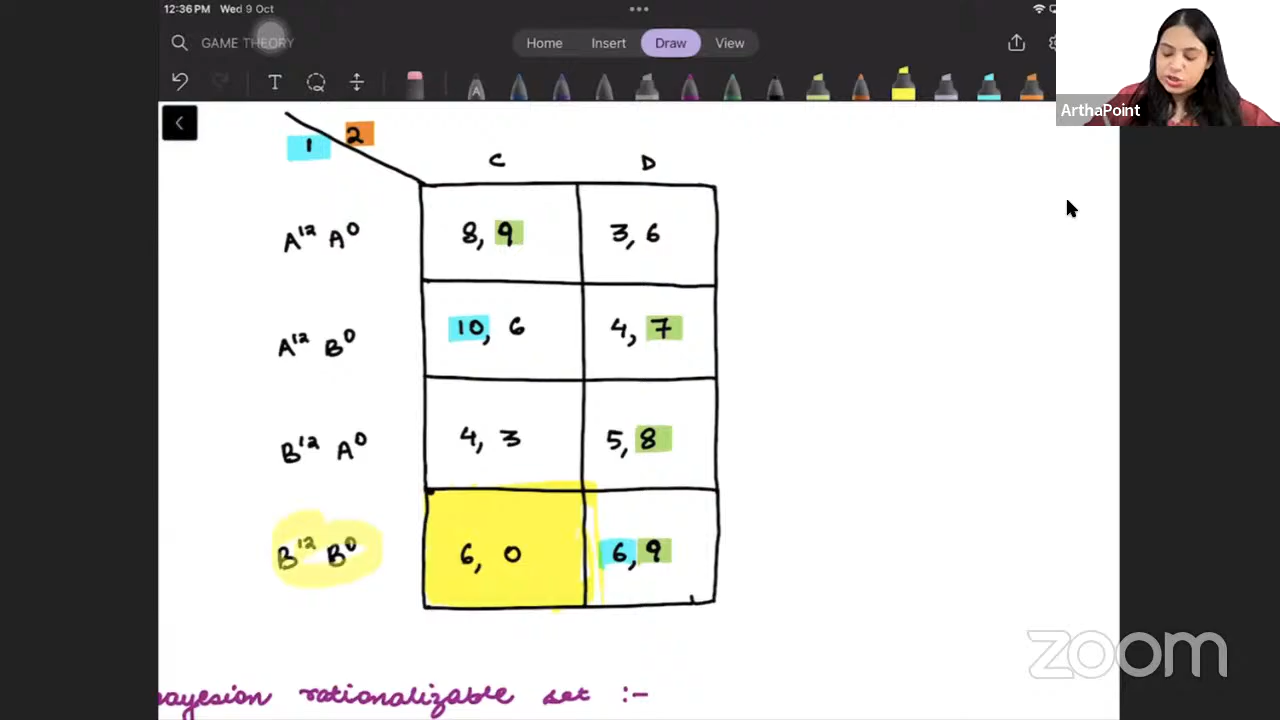 12:36 PM Wed 9 Oct
GAME THEORY Home Insert Draw View
ArthaPoint
1 2
C D
A¹² A⁰ 8, 9 3, 6
A¹² B⁰ 10, 6 4, 7
B¹² A⁰ 4, 3 5, 8
B¹² B⁰ 6, 0 6, 9
zoom
bayesion rationalizable set :-